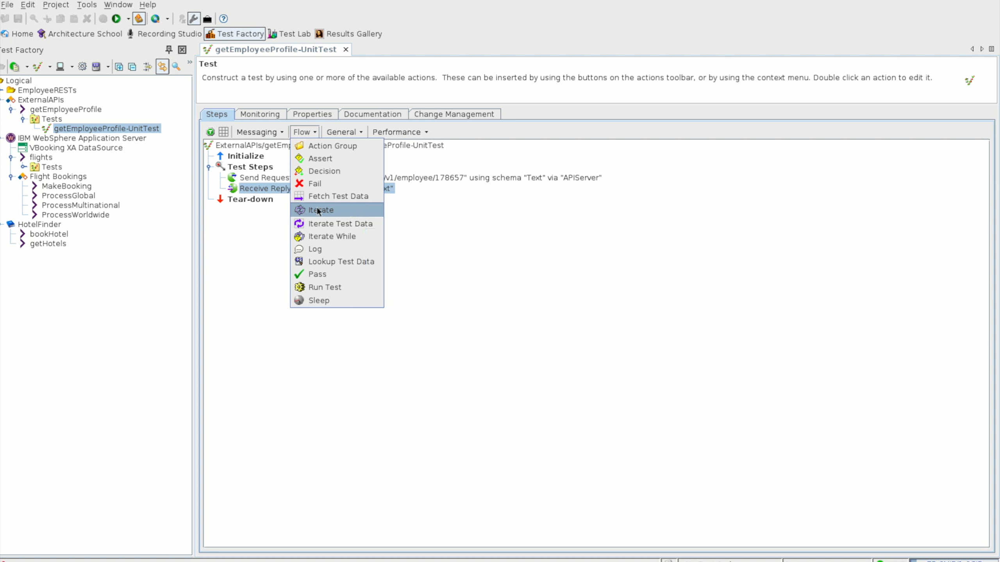 File Edit Project Tools Window Help
Home Architecture School Recording Studio Test Factory Test Lab Results Gallery
est Factory
Logical
EmployeeRESTs
ExternalAPIs
getEmployeeProfile
Tests
getEmployeeProfile-UnitTest
IBM WebSphere Application Server
VBooking XA DataSource
flights
Tests
Flight Bookings
MakeBooking
ProcessGlobal
ProcessMultinational
ProcessWorldwide
HotelFinder
bookHotel
getHotels
getEmployeeProfile-UnitTest
Test
Construct a test by using one or more of the available actions. These can be inserted by using the buttons on the actions toolbar, or by using the context menu. Double click an action to edit it.
Steps Monitoring Properties Documentation Change Management
Messaging Flow General Performance
ExternalAPIs/getEmp eProfile-UnitTest
Initialize
Test Steps
Send Reques /v1/employee/178657" using schema "Text" via "APIServer"
Receive Reply xt"
Tear-down
Action Group
Assert
Decision
Fail
Fetch Test Data
Iterate
Iterate Test Data
Iterate While
Log
Lookup Test Data
Pass
Run Test
Sleep